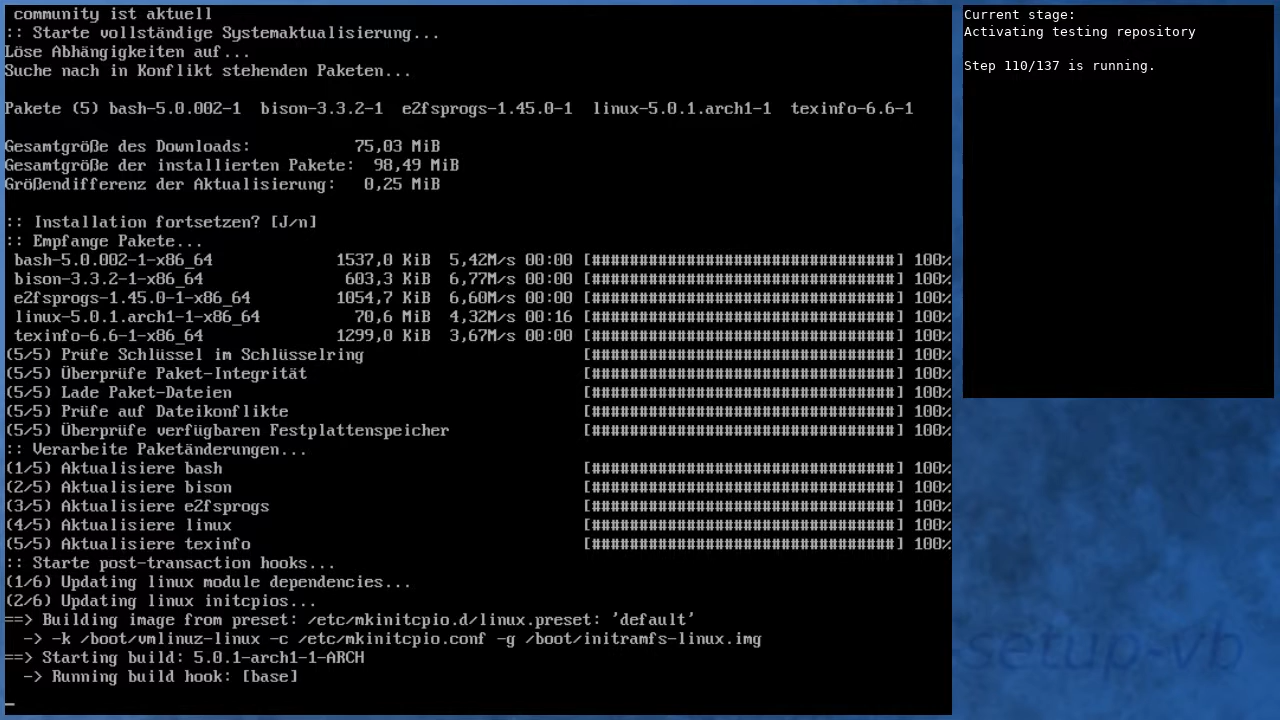 community ist aktuell
:: Starte vollständige Systemaktualisierung...
Löse Abhängigkeiten auf...
Suche nach in Konflikt stehenden Paketen...
Pakete (5) bash-5.0.002-1  bison-3.3.2-1  e2fsprogs-1.45.0-1  linux-5.0.1.arch1-1  texinfo-6.6-1
Gesamtgröße des Downloads:           75,03 MiB
Gesamtgröße der installierten Pakete:  98,49 MiB
Größendifferenz der Aktualisierung:   0,25 MiB
:: Installation fortsetzen? [J/n]
:: Empfange Pakete...
bash-5.0.002-1-x86_64             1537,0 KiB  5,42M/s 00:00 [################################] 100%
bison-3.3.2-1-x86_64               603,3 KiB  6,77M/s 00:00 [################################] 100%
e2fsprogs-1.45.0-1-x86_64         1054,7 KiB  6,60M/s 00:00 [################################] 100%
linux-5.0.1.arch1-1-x86_64          70,6 MiB  4,32M/s 00:16 [################################] 100%
texinfo-6.6-1-x86_64              1299,0 KiB  3,67M/s 00:00 [################################] 100%
(5/5) Prüfe Schlüssel im Schlüsselring                       [################################] 100%
(5/5) Überprüfe Paket-Integrität                             [################################] 100%
(5/5) Lade Paket-Dateien                                     [################################] 100%
(5/5) Prüfe auf Dateikonflikte                               [################################] 100%
(5/5) Überprüfe verfügbaren Festplattenspeicher              [################################] 100%
:: Verarbeite Paketänderungen...
(1/5) Aktualisiere bash                                      [################################] 100%
(2/5) Aktualisiere bison                                     [################################] 100%
(3/5) Aktualisiere e2fsprogs                                 [################################] 100%
(4/5) Aktualisiere linux                                     [################################] 100%
(5/5) Aktualisiere texinfo                                   [################################] 100%
:: Starte post-transaction hooks...
(1/6) Updating linux module dependencies...
(2/6) Updating linux initcpios...
==> Building image from preset: /etc/mkinitcpio.d/linux.preset: 'default'
-> -k /boot/vmlinuz-linux -c /etc/mkinitcpio.conf -g /boot/initramfs-linux.img
==> Starting build: 5.0.1-arch1-1-ARCH
-> Running build hook: [base]
_
Current stage:
Activating testing repository
Step 110/137 is running.
setup-vb